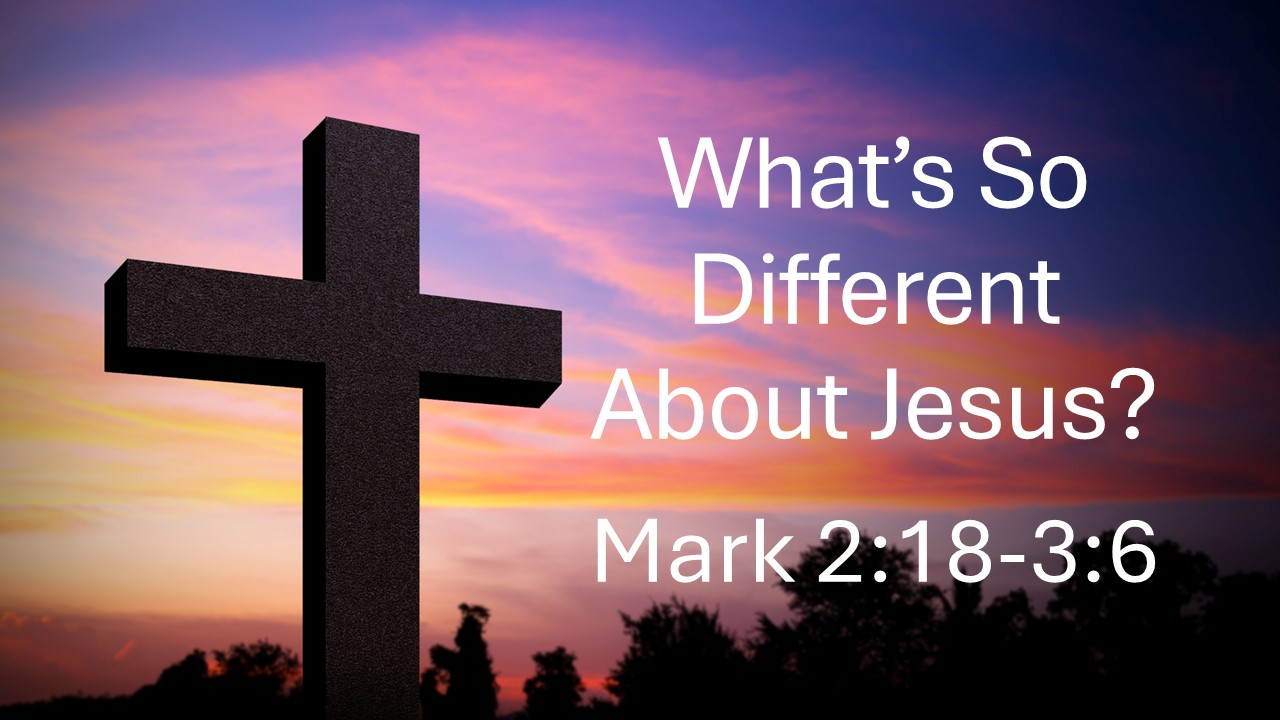 What’s So
Different
About Jesus?
Mark 2:18-3:6